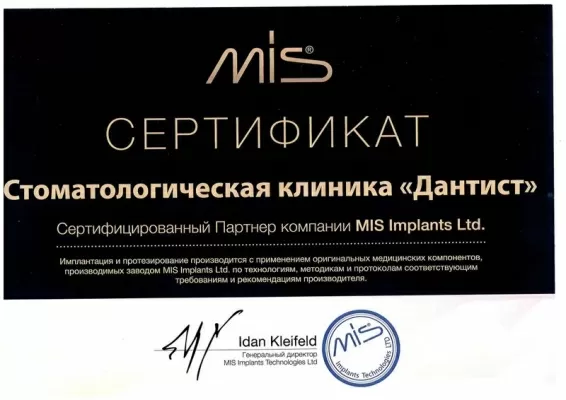 MIS®
СЕРТИФИКАТ
Стоматологическая клиника «Дантист»
Сертифицированный Партнер компании MIS Implants Ltd.
Имплантация и протезирование производится с применением оригинальных медицинских компонентов,
производимых заводом MIS Implants Ltd. по технологиям, методикам и протоколам соответствующим
требованиям и рекомендациям производителя.
Idan Kleifeld
Генеральный директор
MIS Implants Technologies Ltd
MIS®
Implants Technologies LTD